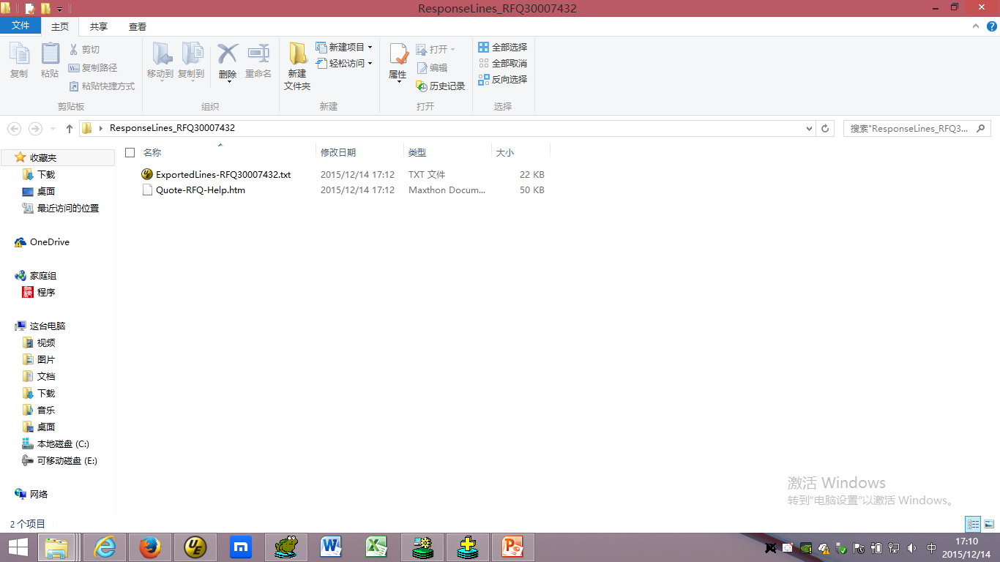 ResponseLines_RFQ30007432
文件
主页
共享
查看
复制
粘贴
剪切
复制路径
粘贴快捷方式
剪贴板
移动到
复制到
删除
重命名
组织
新建
文件夹
新建项目
轻松访问
新建
属性
打开
编辑
历史记录
打开
全部选择
全部取消
反向选择
选择
ResponseLines_RFQ30007432
搜索"ResponseLines_RFQ3...
名称
修改日期
类型
大小
ExportedLines-RFQ30007432.txt
2015/12/14 17:12
TXT 文件
22 KB
Quote-RFQ-Help.htm
2015/12/14 17:12
Maxthon Docum...
50 KB
收藏夹
下载
桌面
最近访问的位置
OneDrive
家庭组
程序
这台电脑
视频
图片
文档
下载
音乐
桌面
本地磁盘 (C:)
可移动磁盘 (E:)
网络
激活 Windows
转到"电脑设置"以激活 Windows。
2 个项目
中
17:10
2015/12/14